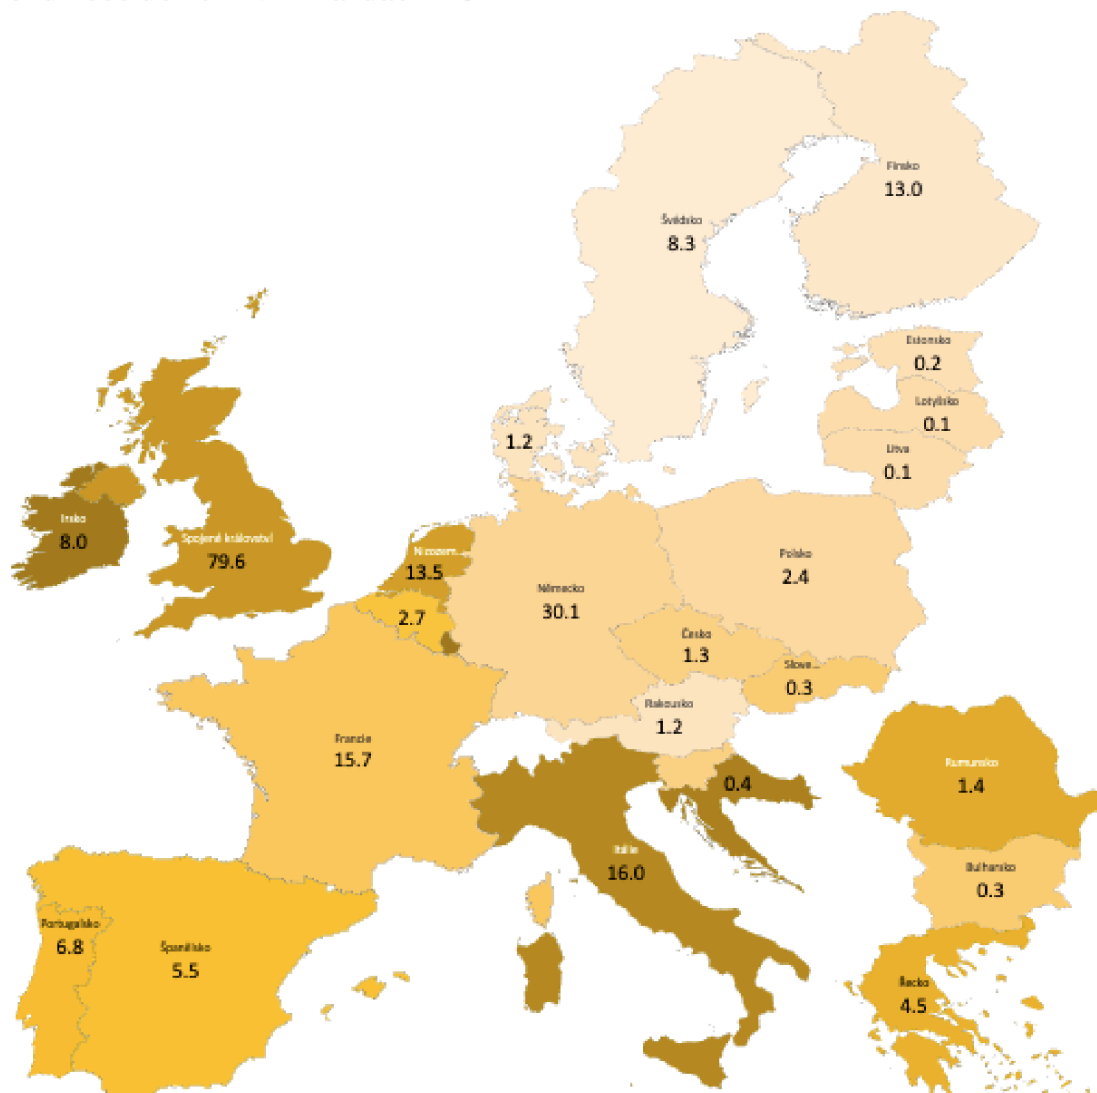 Finsko
13.0
Švédsko
8.3
Estonsko
0.2
Lotyšsko
0.1
Litva
0.1
1.2
Irsko
8.0
Spojené království
79.6
Nizozem...
13.5
2.7
Německo
30.1
Polsko
2.4
Česko
1.3
Slove...
0.3
Rakousko
1.2
Francie
15.7
0.4
Rumunsko
1.4
Itálie
16.0
Bulharsko
0.3
Portugalsko
6.8
Španělsko
5.5
Řecko
4.5